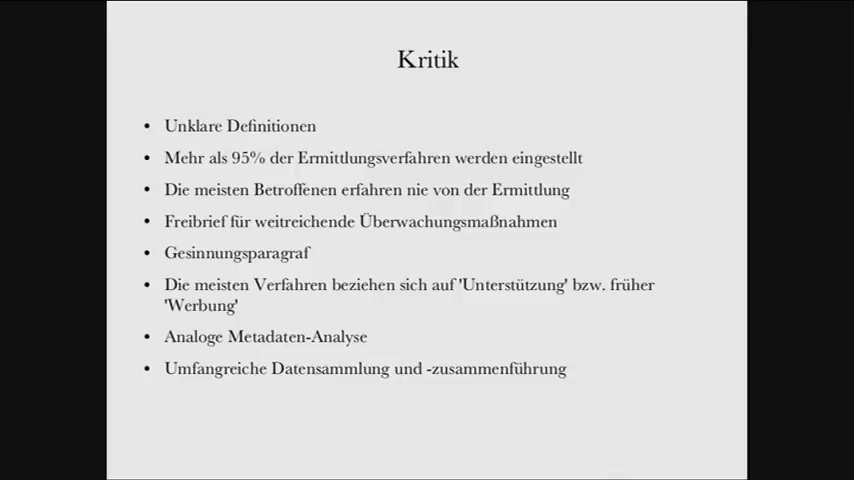 Kritik
• Unklare Definitionen
• Mehr als 95% der Ermittlungsverfahren werden eingestellt
• Die meisten Betroffenen erfahren nie von der Ermittlung
• Freibrief für weitreichende Überwachungsmaßnahmen
• Gesinnungsparagraf
• Die meisten Verfahren beziehen sich auf 'Unterstützung' bzw. früher
'Werbung'
• Analoge Metadaten-Analyse
• Umfangreiche Datensammlung und -zusammenführung